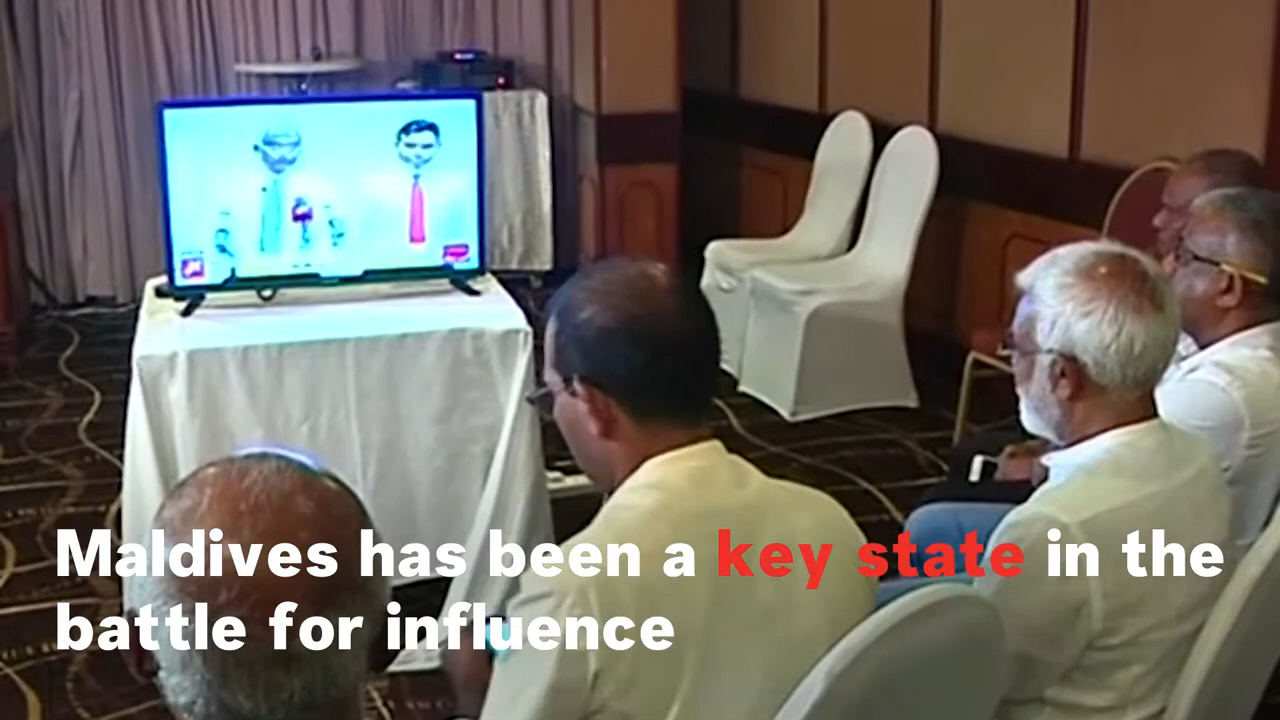 Maldives has been a key state in the
battle for influence